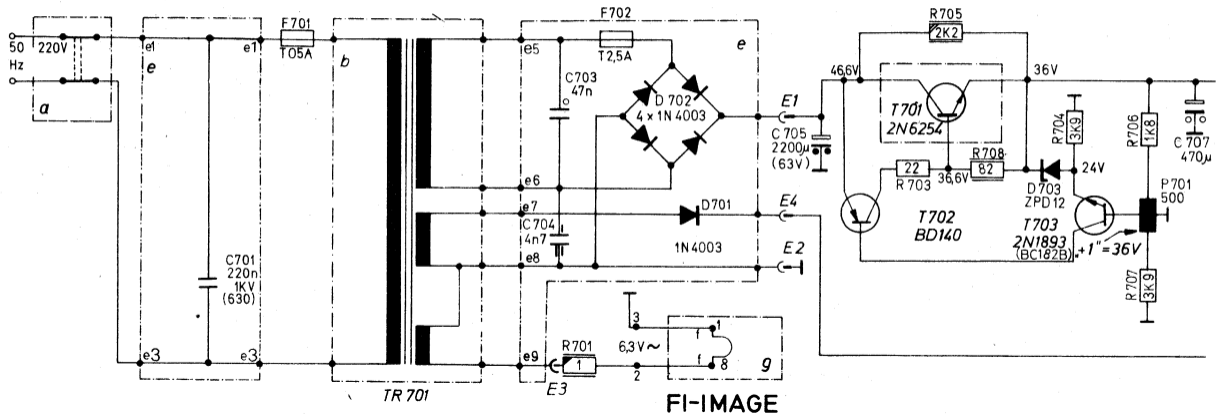 50
Hz
220V
a
e1
e
e1
C701
220n
1KV
(630)
e3
e3
F701
T05A
b
TR 701
e5
C703
47n
F702
T2,5A
e
D 702
4×1N 4003
e6
e7
C704
4n7
D701
1N4003
e8
e9
E1
E4
E2
E3
R701
1
3
6,3V~
2
1
f
f
8
g
FI-IMAGE
C 705
2200µ
(63V)
R705
2K2
46,6V
36V
T701
2N6254
22
R 703
36,6V
R708
82
T702
BD140
R704
3K9
24V
D703
ZPD12
T703
2N1893
(BC182B)
"+1"=36V
R706
1K8
P701
500
R707
3K9
C 707
470µ